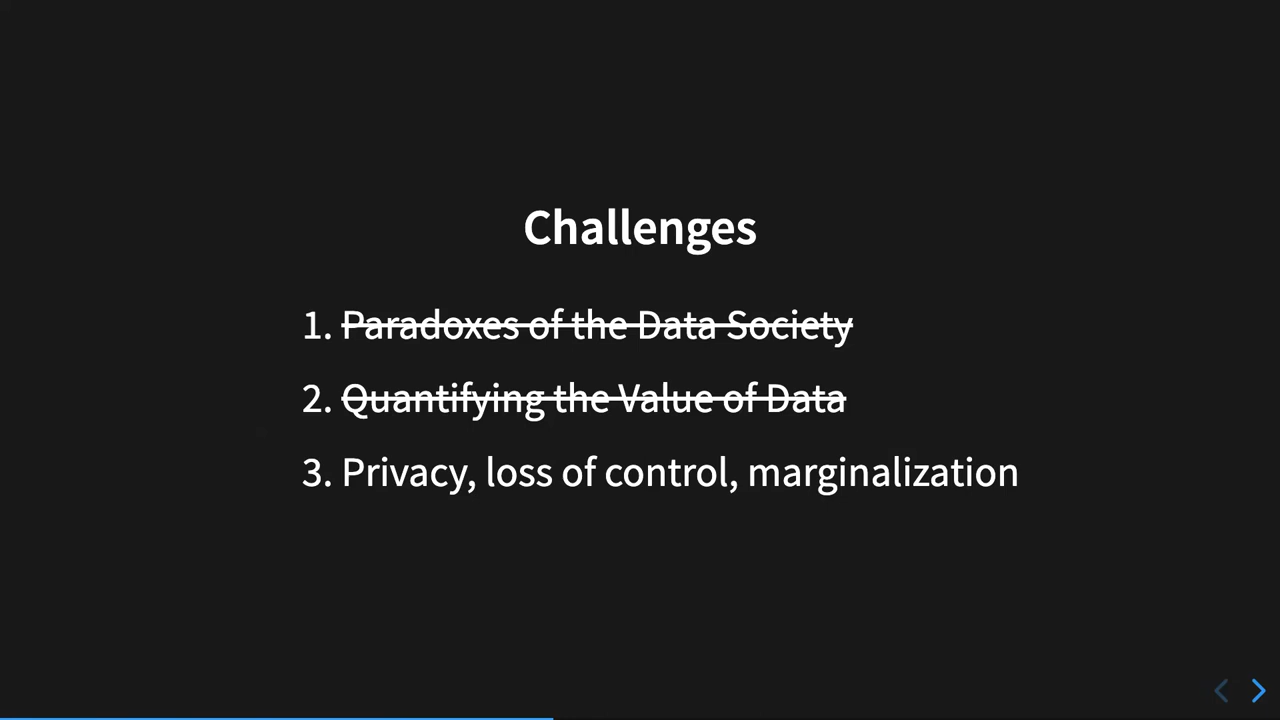 Challenges
1. Paradoxes of the Data Society
2. Quantifying the Value of Data
3. Privacy, loss of control, marginalization